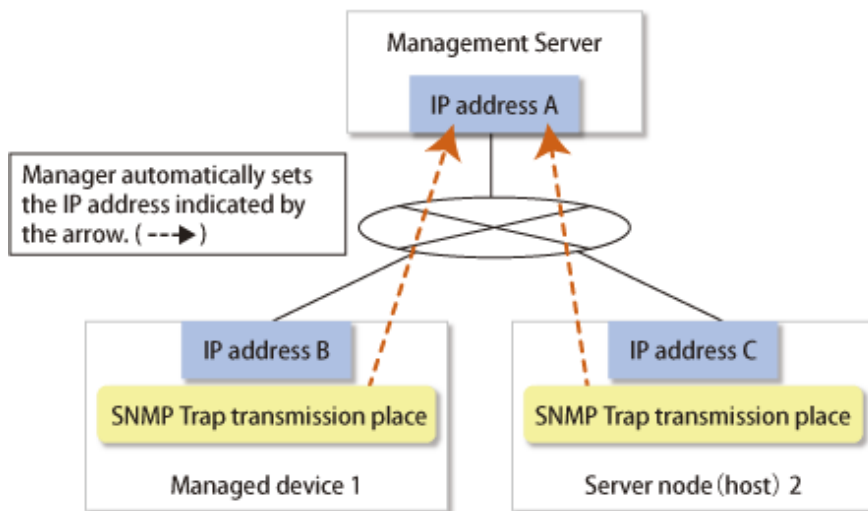 Management Server
IP address A
Manager automatically sets
the IP address indicated by
the arrow. ( ---► )
IP address B
SNMP Trap transmission place
Managed device 1
IP address C
SNMP Trap transmission place
Server node (host) 2